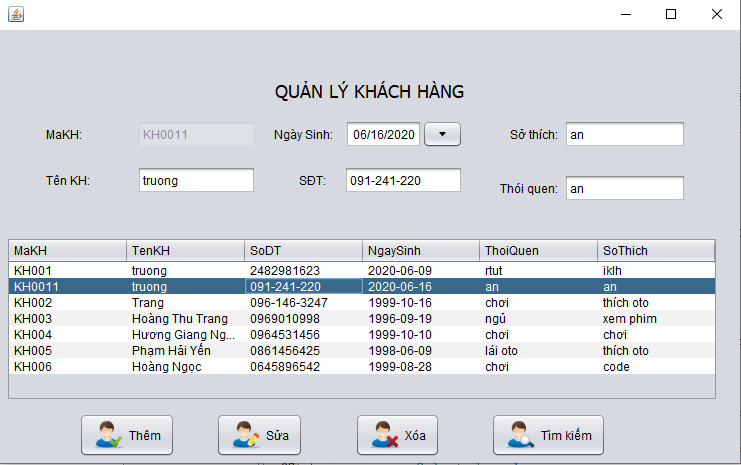 QUẢN LÝ KHÁCH HÀNG
MaKH: KH0011 Ngày Sinh: 06/16/2020 Sở thích: an
Tên KH: truong SĐT: 091-241-220 Thói quen: an
MaKH TenKH SoDT NgaySinh ThoiQuen SoThich
KH001 truong 2482981623 2020-06-09 rtut iklh
KH0011 truong 091-241-220 2020-06-16 an an
KH002 Trang 096-146-3247 1999-10-16 chơi thích oto
KH003 Hoàng Thu Trang 0969010998 1996-09-19 ngủ xem phim
KH004 Hương Giang Ng... 0964531456 1999-10-10 chơi chơi
KH005 Phạm Hải Yến 0861456425 1998-06-09 lái oto thích oto
KH006 Hoàng Ngọc 0645896542 1999-08-28 chơi code
Thêm Sửa Xóa Tìm kiếm